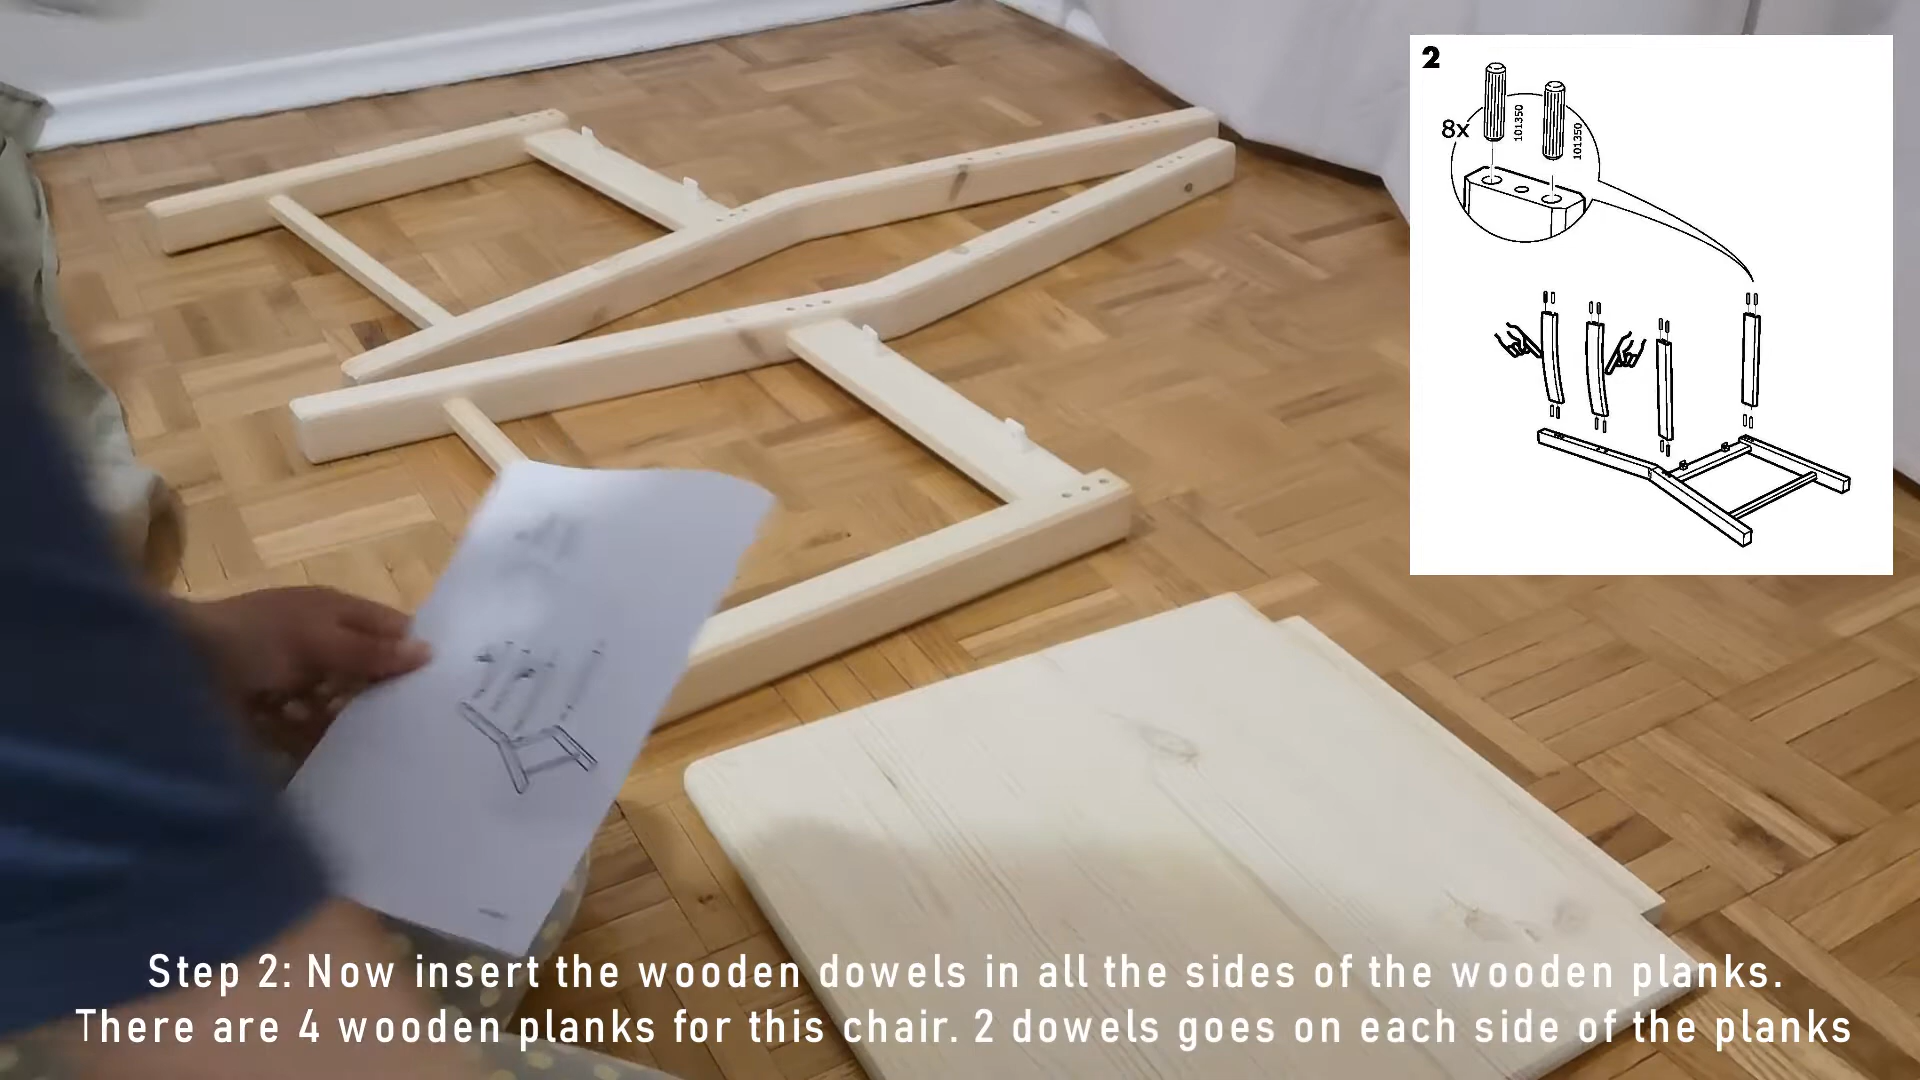 2
8x
101350
101350
Step 2: Now insert the wooden dowels in all the sides of the wooden planks.
There are 4 wooden planks for this chair. 2 dowels goes on each side of the planks